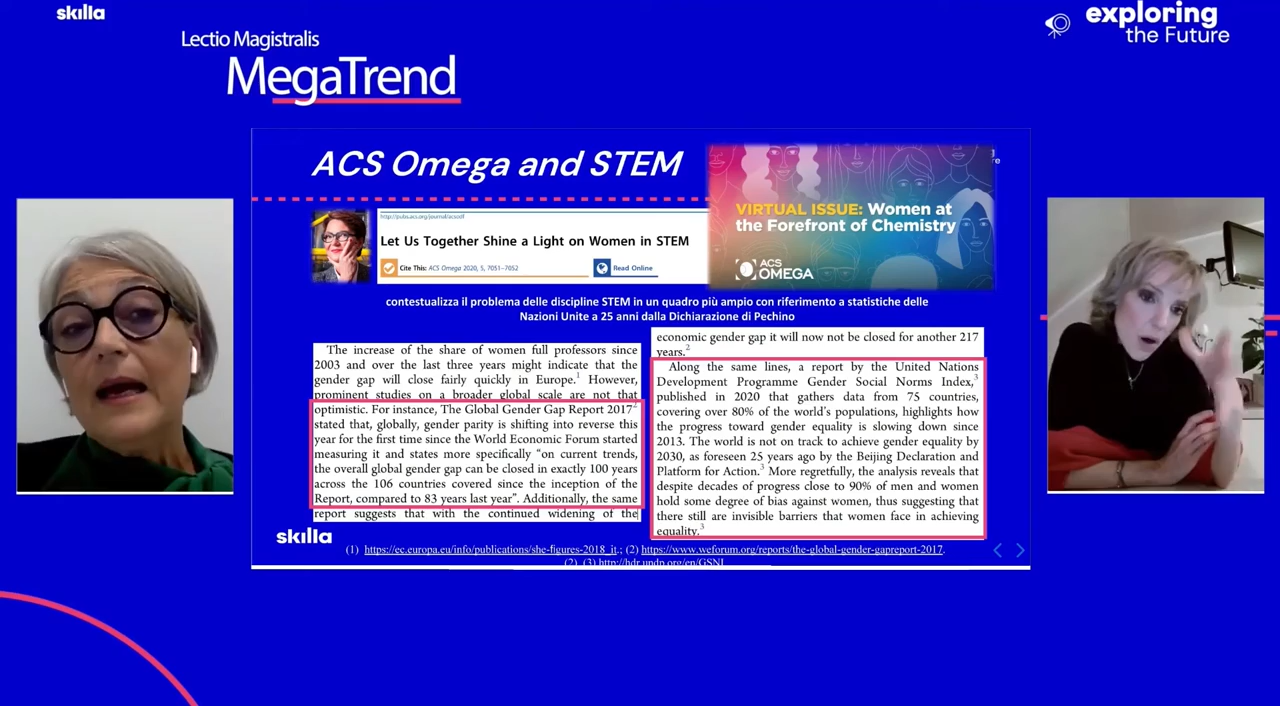 skilla
Lectio Magistralis
MegaTrend
exploring
the Future
ACS Omega and STEM
http://pubs.acs.org/journal/acsodf
Let Us Together Shine a Light on Women in STEM
Cite This: ACS Omega 2020, 5, 7051−7052
Read Online
VIRTUAL ISSUE: Women at
the Forefront of Chemistry
ACS
OMEGA
contestualizza il problema delle discipline STEM in un quadro più ampio con riferimento a statistiche delle
Nazioni Unite a 25 anni dalla Dichiarazione di Pechino
The increase of the share of women full professors since
2003 and over the last three years might indicate that the
gender gap will close fairly quickly in Europe.1 However,
prominent studies on a broader global scale are not that
optimistic. For instance, The Global Gender Gap Report 20172
stated that, globally, gender parity is shifting into reverse this
year for the first time since the World Economic Forum started
measuring it and states more specifically “on current trends,
the overall global gender gap can be closed in exactly 100 years
across the 106 countries covered since the inception of the
Report, compared to 83 years last year”. Additionally, the same
report suggests that with the continued widening of the
economic gender gap it will now not be closed for another 217
years.2
Along the same lines, a report by the United Nations
Development Programme Gender Social Norms Index,3
published in 2020 that gathers data from 75 countries,
covering over 80% of the world’s populations, highlights how
the progress toward gender equality is slowing down since
2013. The world is not on track to achieve gender equality by
2030, as foreseen 25 years ago by the Beijing Declaration and
Platform for Action.3 More regretfully, the analysis reveals that
despite decades of progress close to 90% of men and women
hold some degree of bias against women, thus suggesting that
there still are invisible barriers that women face in achieving
equality.3
skilla
(1) https://ec.europa.eu/info/publications/she-figures-2018_it.; (2) https://www.weforum.org/reports/the-global-gender-gapreport-2017.
(2) (3) http://hdr.undp.org/en/GSNI